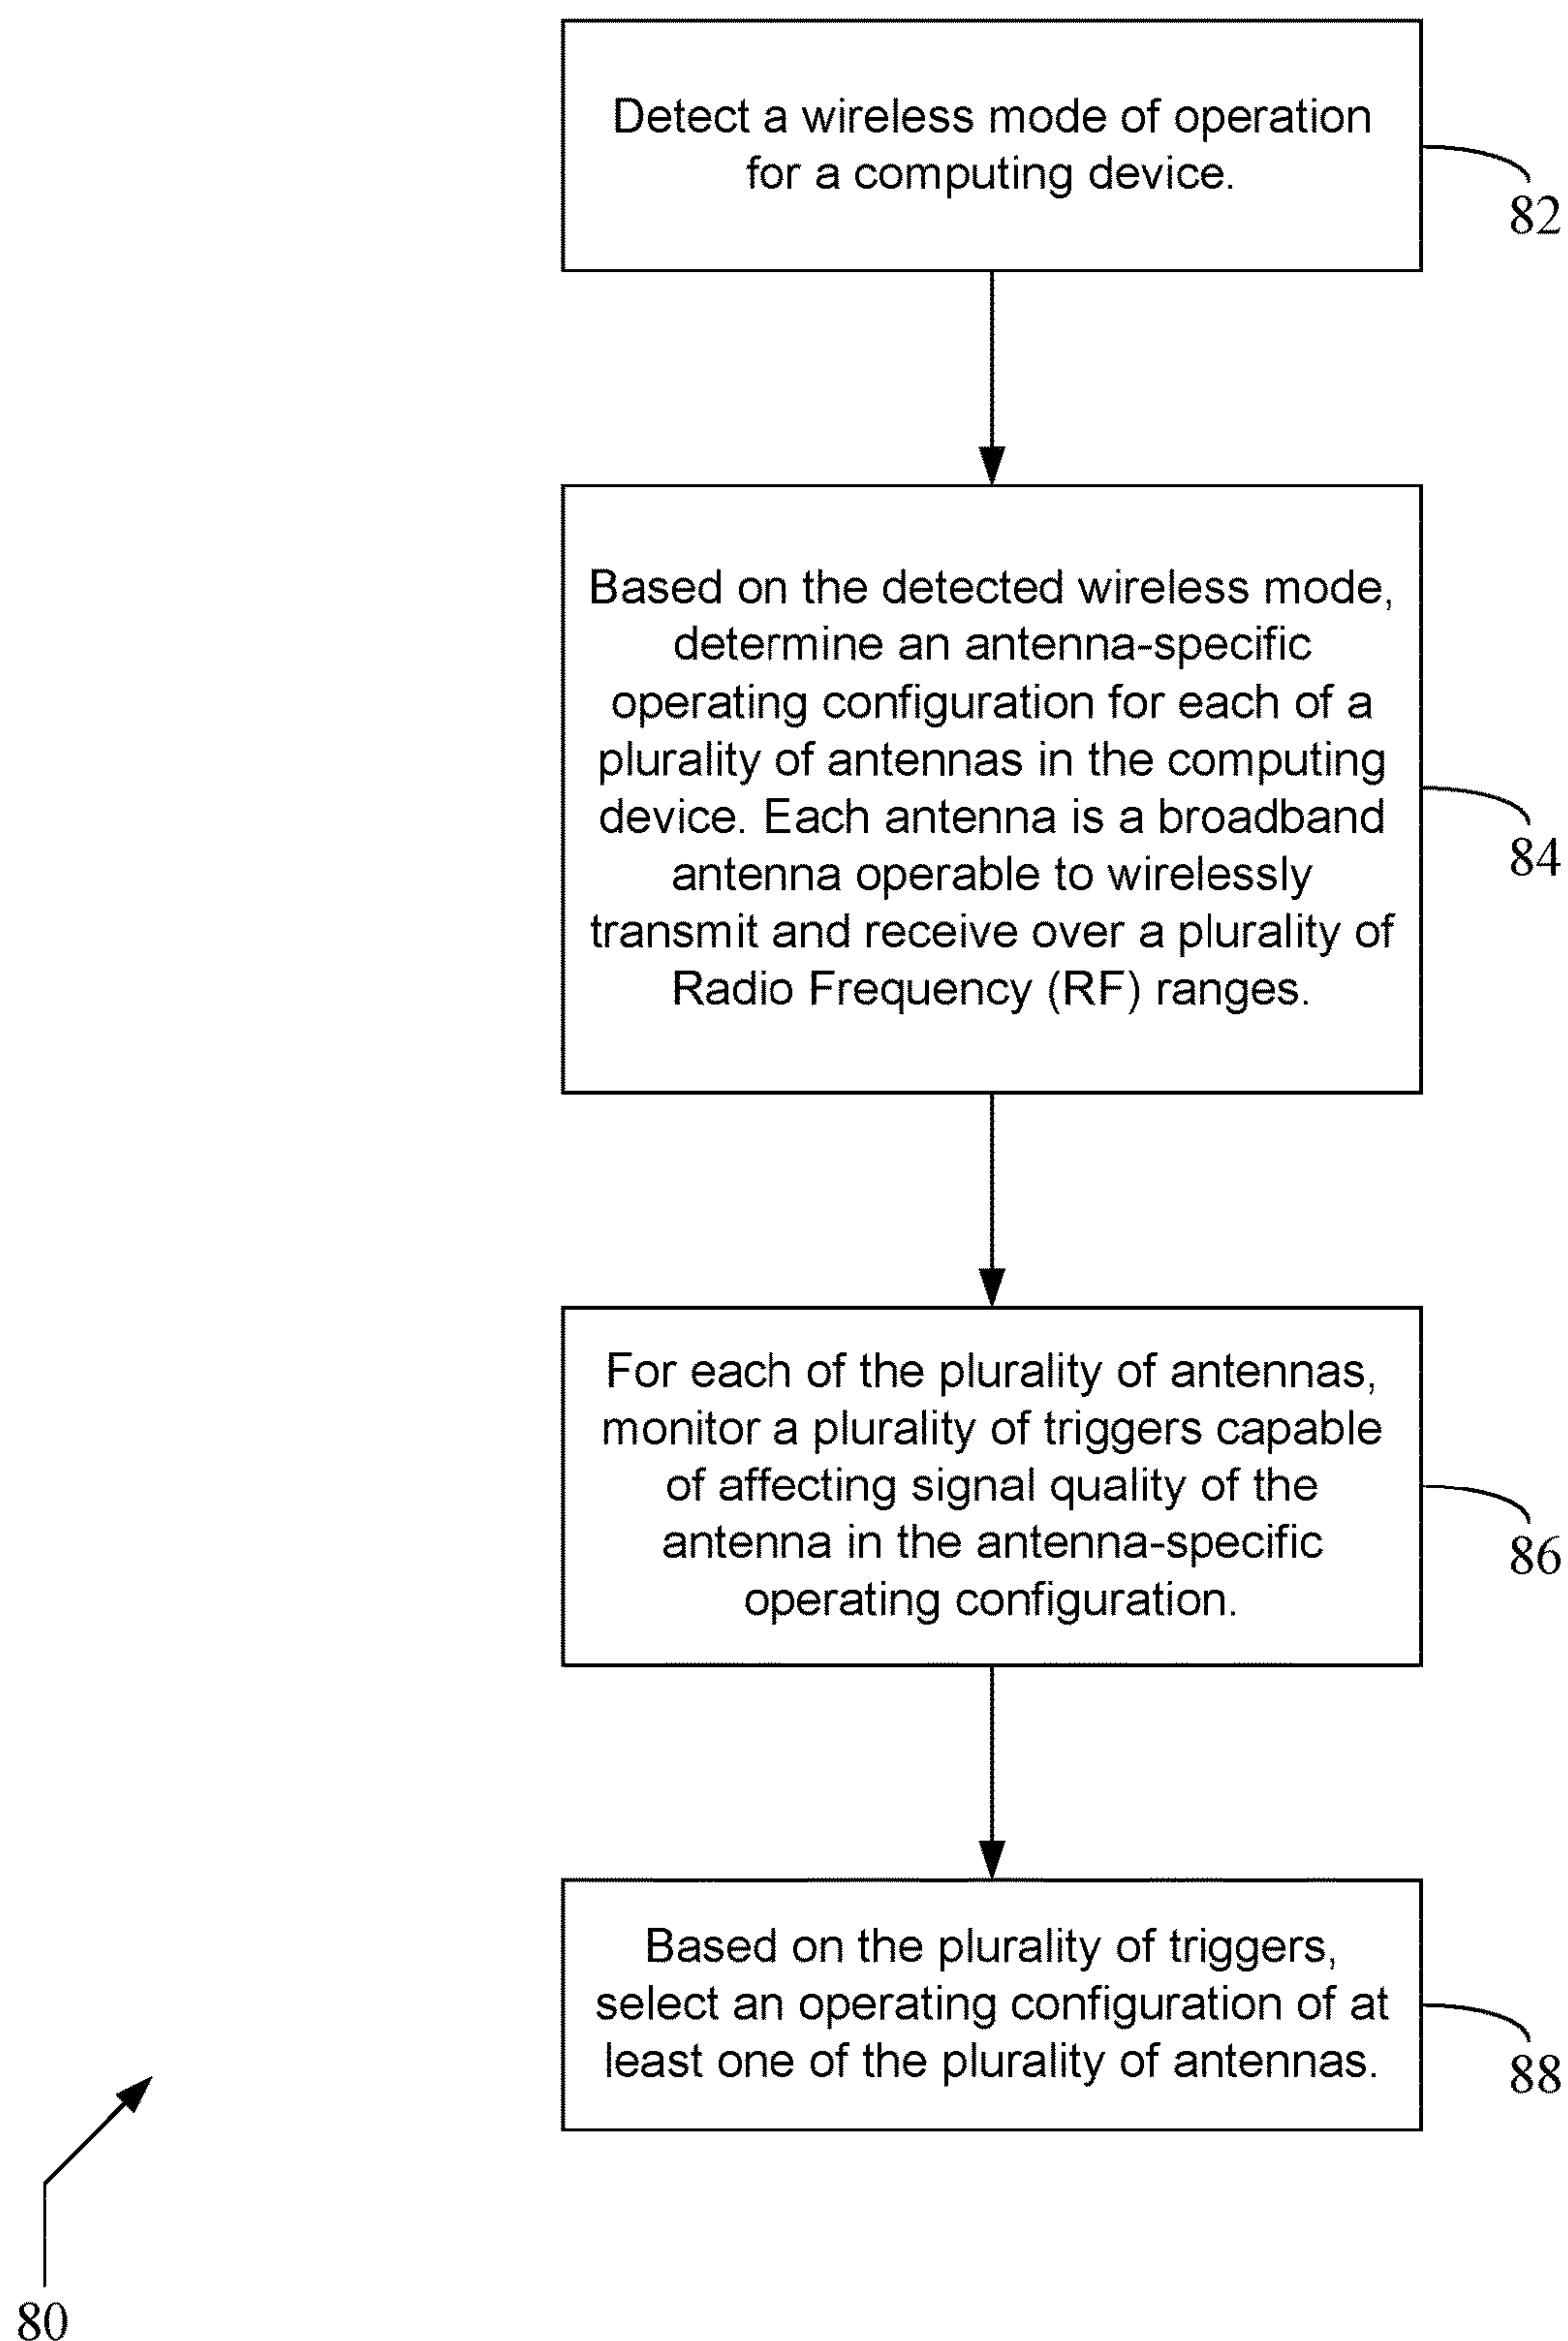 Detect a wireless mode of operation
for a computing device.
82
Based on the detected wireless mode,
determine an antenna-specific
operating configuration for each of a
plurality of antennas in the computing
device. Each antenna is a broadband
antenna operable to wirelessly
transmit and receive over a plurality of
Radio Frequency (RF) ranges.
84
For each of the plurality of antennas,
monitor a plurality of triggers capable
of affecting signal quality of the
antenna in the antenna-specific
operating configuration.
86
Based on the plurality of triggers,
select an operating configuration of at
least one of the plurality of antennas.
88
80